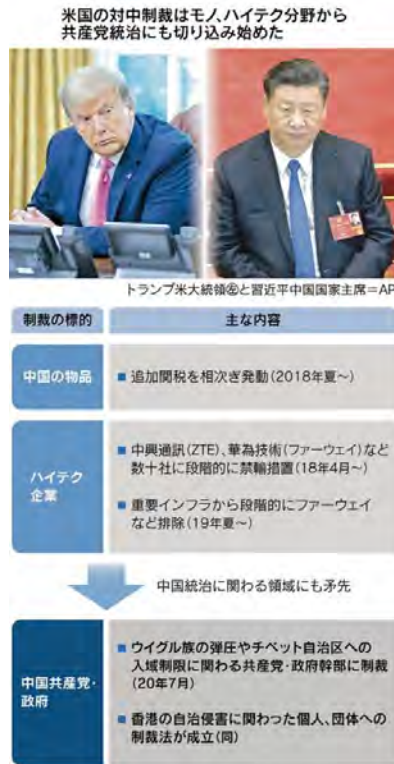 米国の対中制裁はモノ、ハイテク分野から
共産党統治にも切り込み始めた
トランプ米大統領㊧と習近平中国国家主席=AP
制裁の標的
主な内容
中国の物品
■ 追加関税を相次ぎ発動(2018年夏~)
ハイテク
企業
■ 中興通訊(ZTE)、華為技術(ファーウェイ)など
数十社に段階的に禁輸措置(18年4月~)
■ 重要インフラから段階的にファーウェイ
など排除(19年夏~)
中国統治に関わる領域にも矛先
中国共産党・
政府
■ ウイグル族の弾圧やチベット自治区への
入域制限に関わる共産党・政府幹部に制裁
(20年7月)
■ 香港の自治侵害に関わった個人、団体への
制裁法が成立(同)